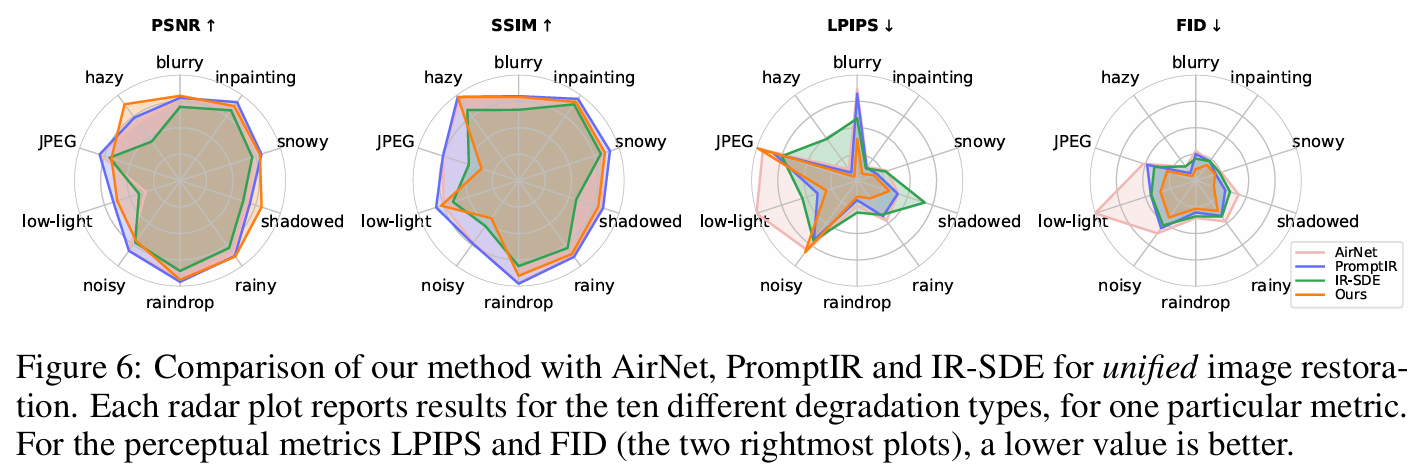 PSNR ↑
SSIM ↑
LPIPS ↓
FID ↓
blurry
inpainting
snowy
shadowed
rainy
raindrop
noisy
low-light
JPEG
hazy
blurry
inpainting
snowy
shadowed
rainy
raindrop
noisy
low-light
JPEG
hazy
blurry
inpainting
snowy
shadowed
rainy
raindrop
noisy
low-light
JPEG
hazy
blurry
inpainting
snowy
shadowed
rainy
raindrop
noisy
low-light
JPEG
hazy
AirNet
PromptIR
IR-SDE
Ours
Figure 6: Comparison of our method with AirNet, PromptIR and IR-SDE for unified image restora-
tion. Each radar plot reports results for the ten different degradation types, for one particular metric.
For the perceptual metrics LPIPS and FID (the two rightmost plots), a lower value is better.